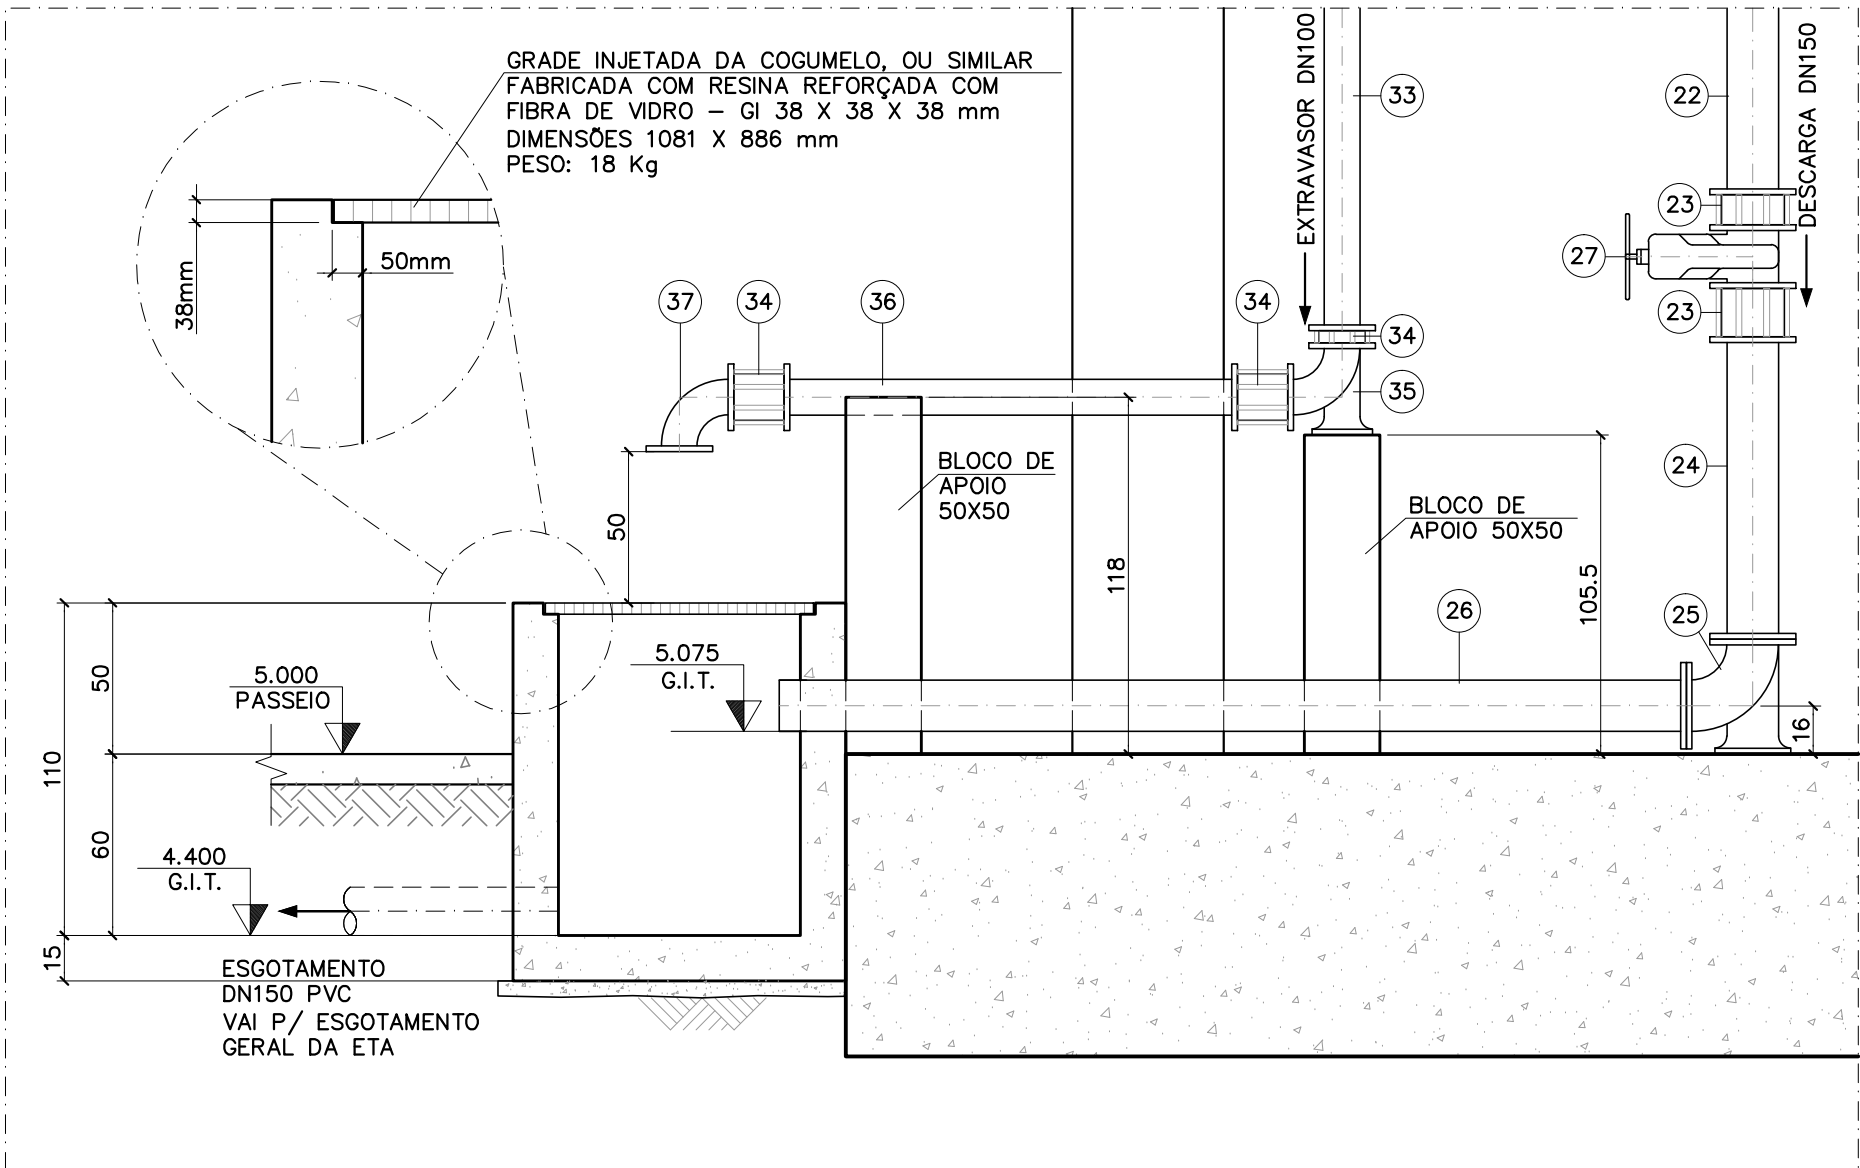 GRADE INJETADA DA COGUMELO, OU SIMILAR
FABRICADA COM RESINA REFORÇADA COM
FIBRA DE VIDRO – GI 38 X 38 X 38 mm
DIMENSÕES 1081 X 886 mm
PESO: 18 Kg
EXTRAVASOR DN100
DESCARGA DN150
33
22
23
27
23
38mm
50mm
37
34
36
34
34
35
BLOCO DE
APOIO
50X50
BLOCO DE
APOIO 50X50
24
50
118
105.5
26
25
16
5.075
G.I.T.
5.000
PASSEIO
50
110
60
15
4.400
G.I.T.
ESGOTAMENTO
DN150 PVC
VAI P/ ESGOTAMENTO
GERAL DA ETA